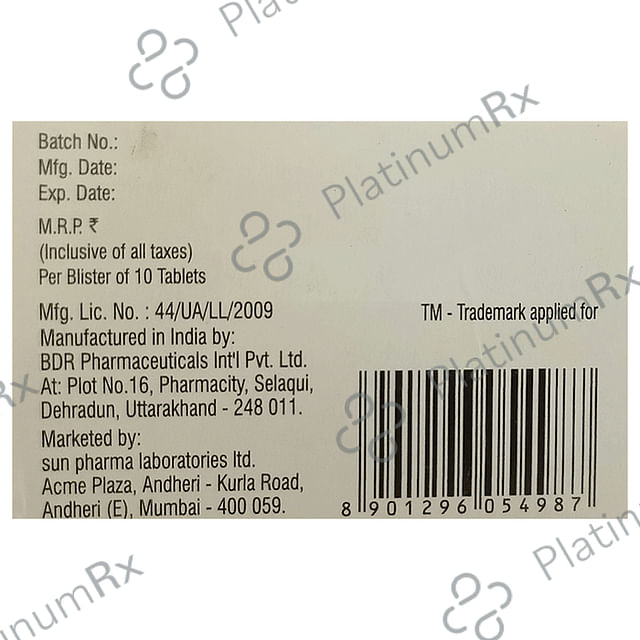 Batch No.:
Mfg. Date:
Exp. Date:
M.R.P. ₹
(Inclusive of all taxes)
Per Blister of 10 Tablets
Mfg. Lic. No. : 44/UA/LL/2009
TM - Trademark applied for
Manufactured in India by:
BDR Pharmaceuticals Int'l Pvt. Ltd.
At: Plot No.16, Pharmacity, Selaqui,
Dehradun, Uttarakhand - 248 011.
Marketed by:
sun pharma laboratories ltd.
Acme Plaza, Andheri - Kurla Road,
Andheri (E), Mumbai - 400 059.
8 901296 054987
PlatinumRx
PlatinumRx
PlatinumRx